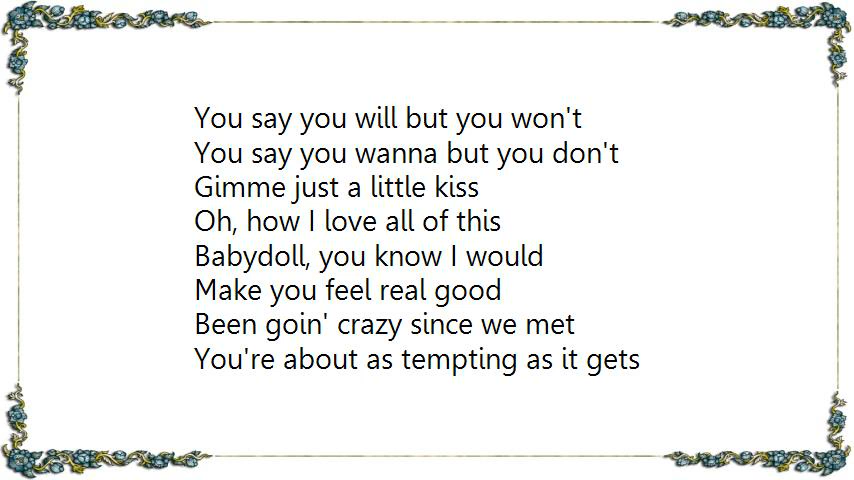 You say you will but you won't
You say you wanna but you don't
Gimme just a little kiss
Oh, how I love all of this
Babydoll, you know I would
Make you feel real good
Been goin' crazy since we met
You're about as tempting as it gets